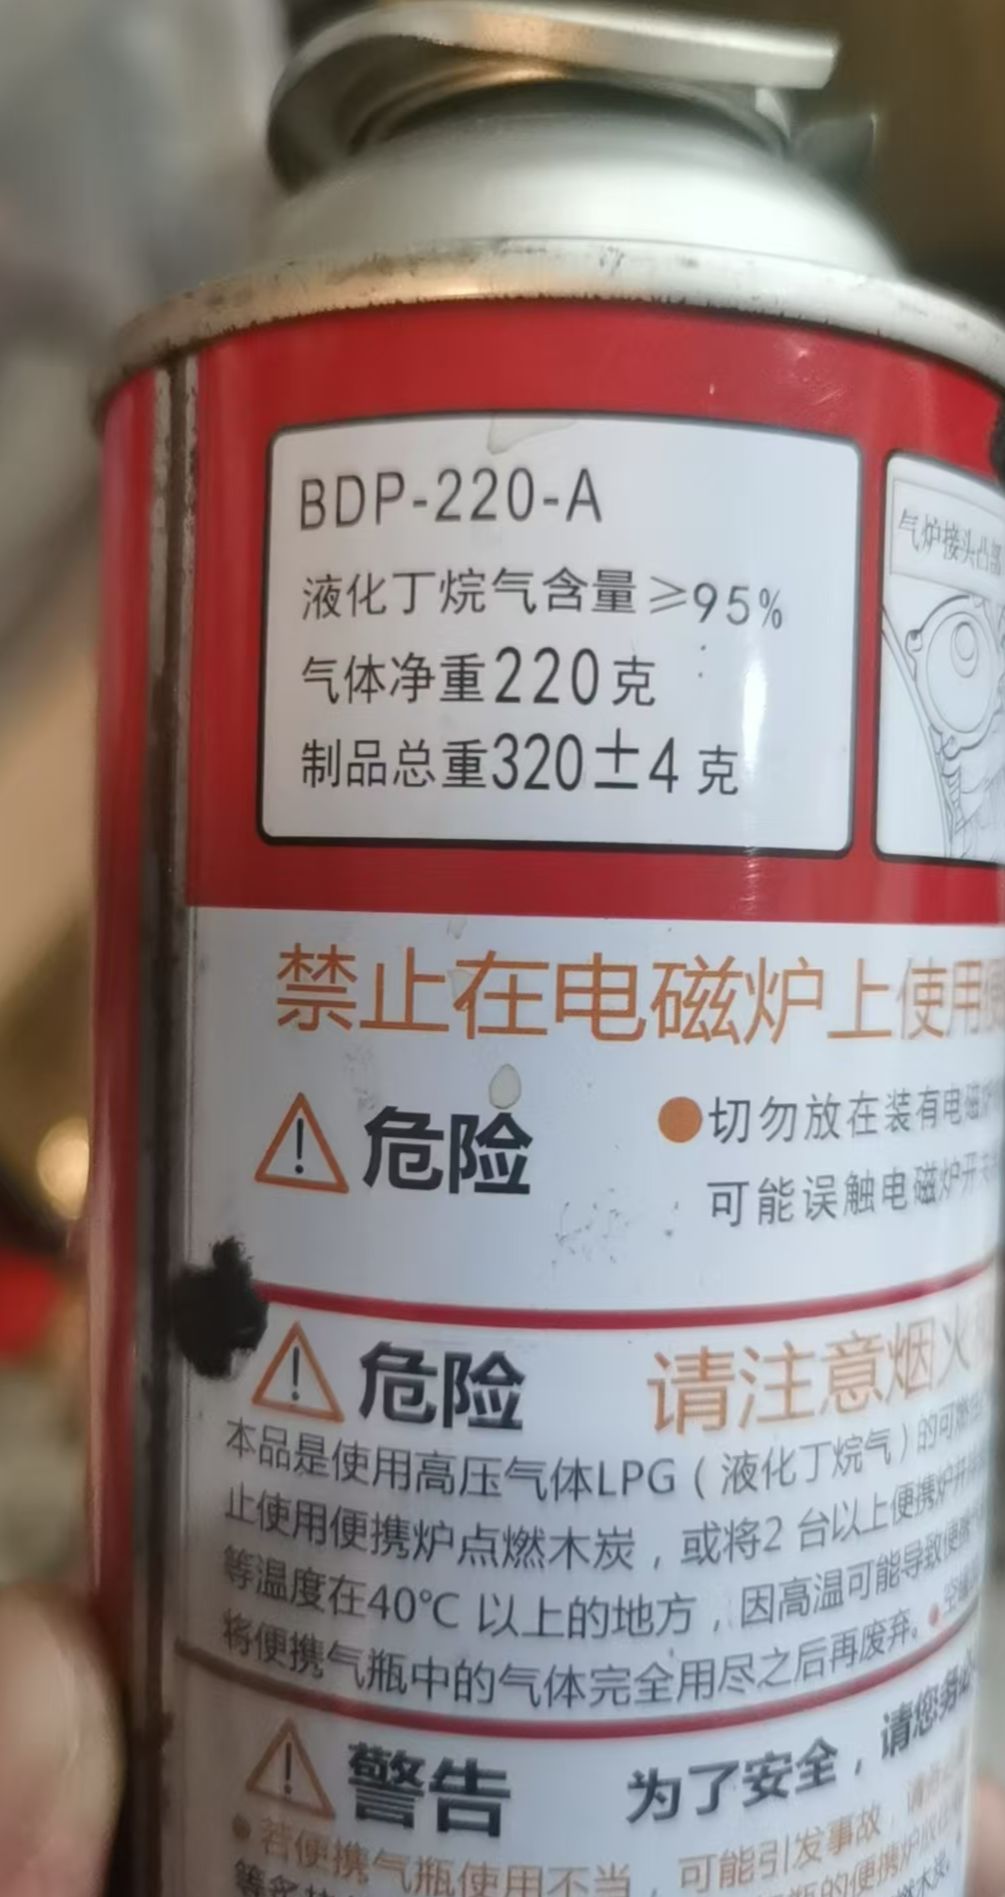 BDP-220-A
液化丁烷气含量≥95%
气体净重220克
制品总重320±4克
气炉接头凸部
禁止在电磁炉上使用
危险
●切勿放在装有电磁炉
可能误触电磁炉开关
危险 请注意烟火
本品是使用高压气体LPG(液化丁烷气)的可燃
止使用便携炉点燃木炭,或将2 台以上便携炉开
等温度在40℃ 以上的地方,因高温可能导致便携
将便携气瓶中的气体完全用尽之后再废弃。●空
警告 为了安全,请您务必
●若便携气瓶使用不当,可能引发事故,